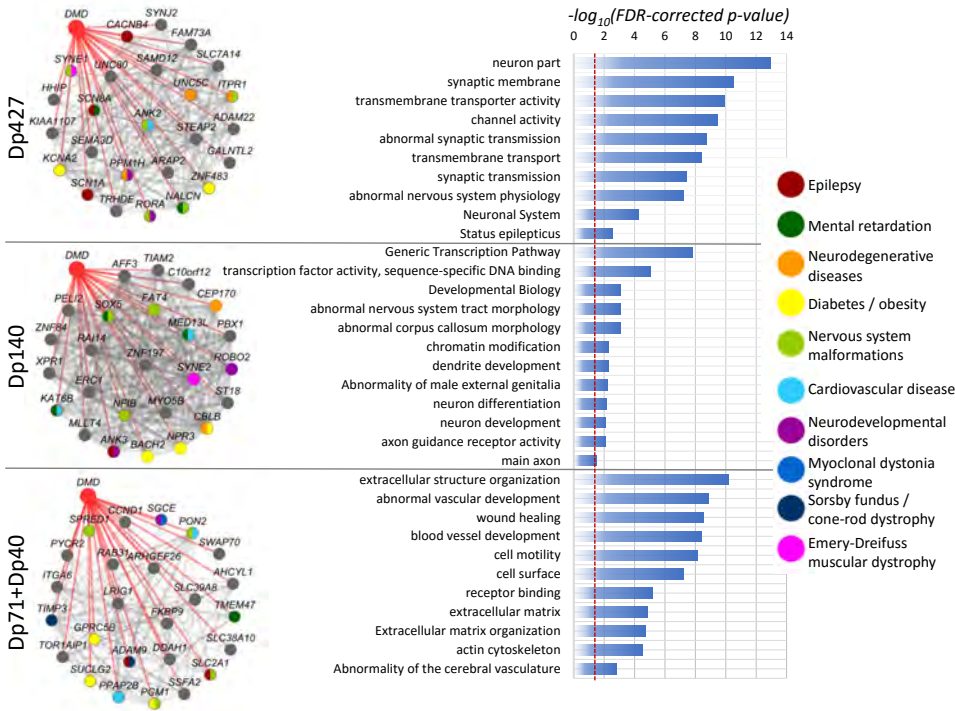 -log10(FDR-corrected p-value)
0 2 4 6 8 10 12 14
Dp427
DMD
SYNJ2
CACNB4
FAM73A
SLC7A14
SYNE1
UNC80
SAMD12
HHIP
UNC5C
ITPR1
SCN8A
KIAA1107
ANK2
ADAM22
SEMA3D
STEAP2
GALNTL2
KCNA2
PPM1H
ARAP2
ZNF483
SCN1A
TRHDE
RORA
NALCN
neuron part
synaptic membrane
transmembrane transporter activity
channel activity
abnormal synaptic transmission
transmembrane transport
synaptic transmission
abnormal nervous system physiology
Neuronal System
Status epilepticus
Dp140
DMD
AFF3
TIAM2
C10orf12
PELI2
SOX5
FAT4
CEP170
ZNF84
MED13L
PBX1
RAI14
XPR1
ZNF197
ROBO2
SYNE2
ERC1
ST18
KAT6B
NFIB
MYO5B
MLLT4
CBLB
ANK3
BACH2
NPR3
Generic Transcription Pathway
transcription factor activity, sequence-specific DNA binding
Developmental Biology
abnormal nervous system tract morphology
abnormal corpus callosum morphology
chromatin modification
dendrite development
Abnormality of male external genitalia
neuron differentiation
neuron development
axon guidance receptor activity
main axon
Dp71+Dp40
DMD
CCND1
SGCE
SPRED1
PON2
PYCR2
SWAP70
RAB31
ARHGEF26
ITGA6
AHCYL1
LRIG1
SLC39A8
TIMP3
FKBP9
TMEM47
GPRC5B
TOR1AIP1
SLC38A10
ADAM9
DDAH1
SUCLG2
SLC2A1
PPAP2B
SSFA2
PGM1
extracellular structure organization
abnormal vascular development
wound healing
blood vessel development
cell motility
cell surface
receptor binding
extracellular matrix
Extracellular matrix organization
actin cytoskeleton
Abnormality of the cerebral vasculature
Epilepsy
Mental retardation
Neurodegenerative
diseases
Diabetes / obesity
Nervous system
malformations
Cardiovascular disease
Neurodevelopmental
disorders
Myoclonal dystonia
syndrome
Sorsby fundus /
cone-rod dystrophy
Emery-Dreifuss
muscular dystrophy